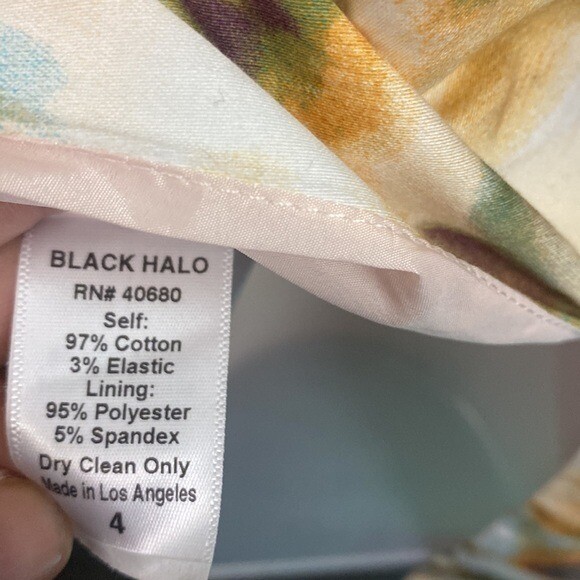 BLACK HALO
RN# 40680
Self:
97% Cotton
3% Elastic
Lining:
95% Polyester
5% Spandex
Dry Clean Only
Made in Los Angeles
4